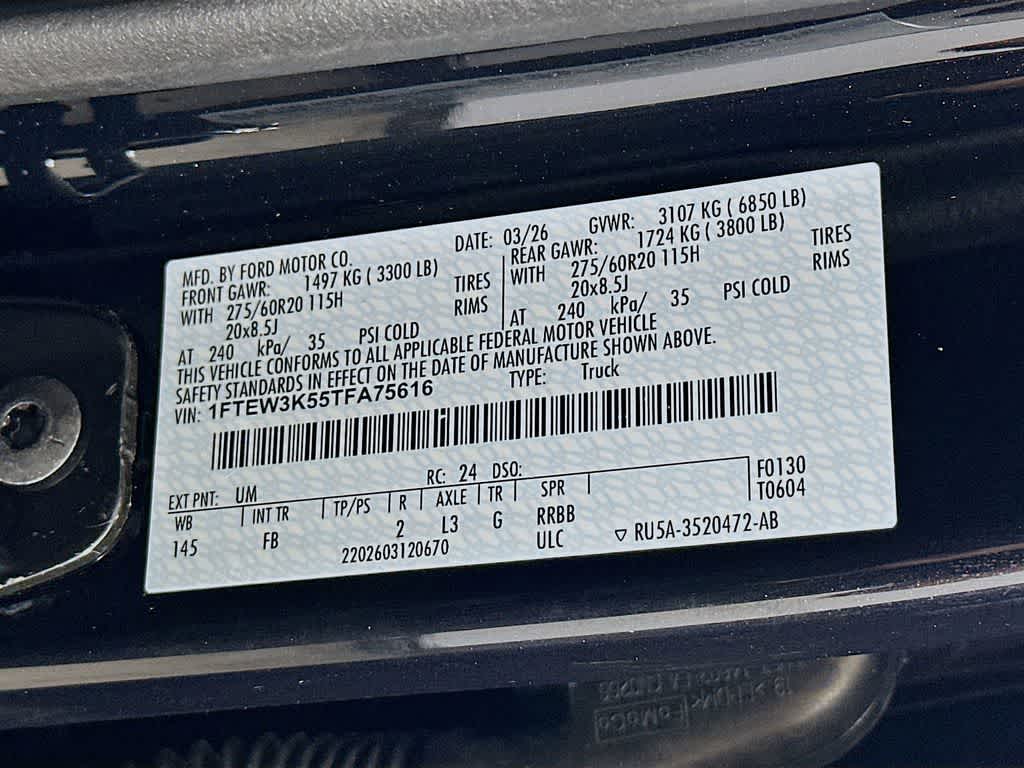 MFD. BY FORD MOTOR CO.
DATE: 03/26 GVWR: 3107 KG ( 6850 LB)
FRONT GAWR: 1497 KG ( 3300 LB)
REAR GAWR: 1724 KG ( 3800 LB)
WITH 275/60R20 115H TIRES
WITH 275/60R20 115H TIRES
20x8.5J RIMS
20x8.5J RIMS
AT 240 kPa/ 35 PSI COLD
AT 240 kPa/ 35 PSI COLD
THIS VEHICLE CONFORMS TO ALL APPLICABLE FEDERAL MOTOR VEHICLE
SAFETY STANDARDS IN EFFECT ON THE DATE OF MANUFACTURE SHOWN ABOVE.
VIN: 1FTEW3K55TFA75616 TYPE: Truck
EXT PNT: UM RC: 24 DSO: F0130
WB INT TR TP/PS R AXLE TR SPR T0604
145 FB 2 L3 G RRBB
2202603120670 ULC RU5A-3520472-AB
FoMoCo